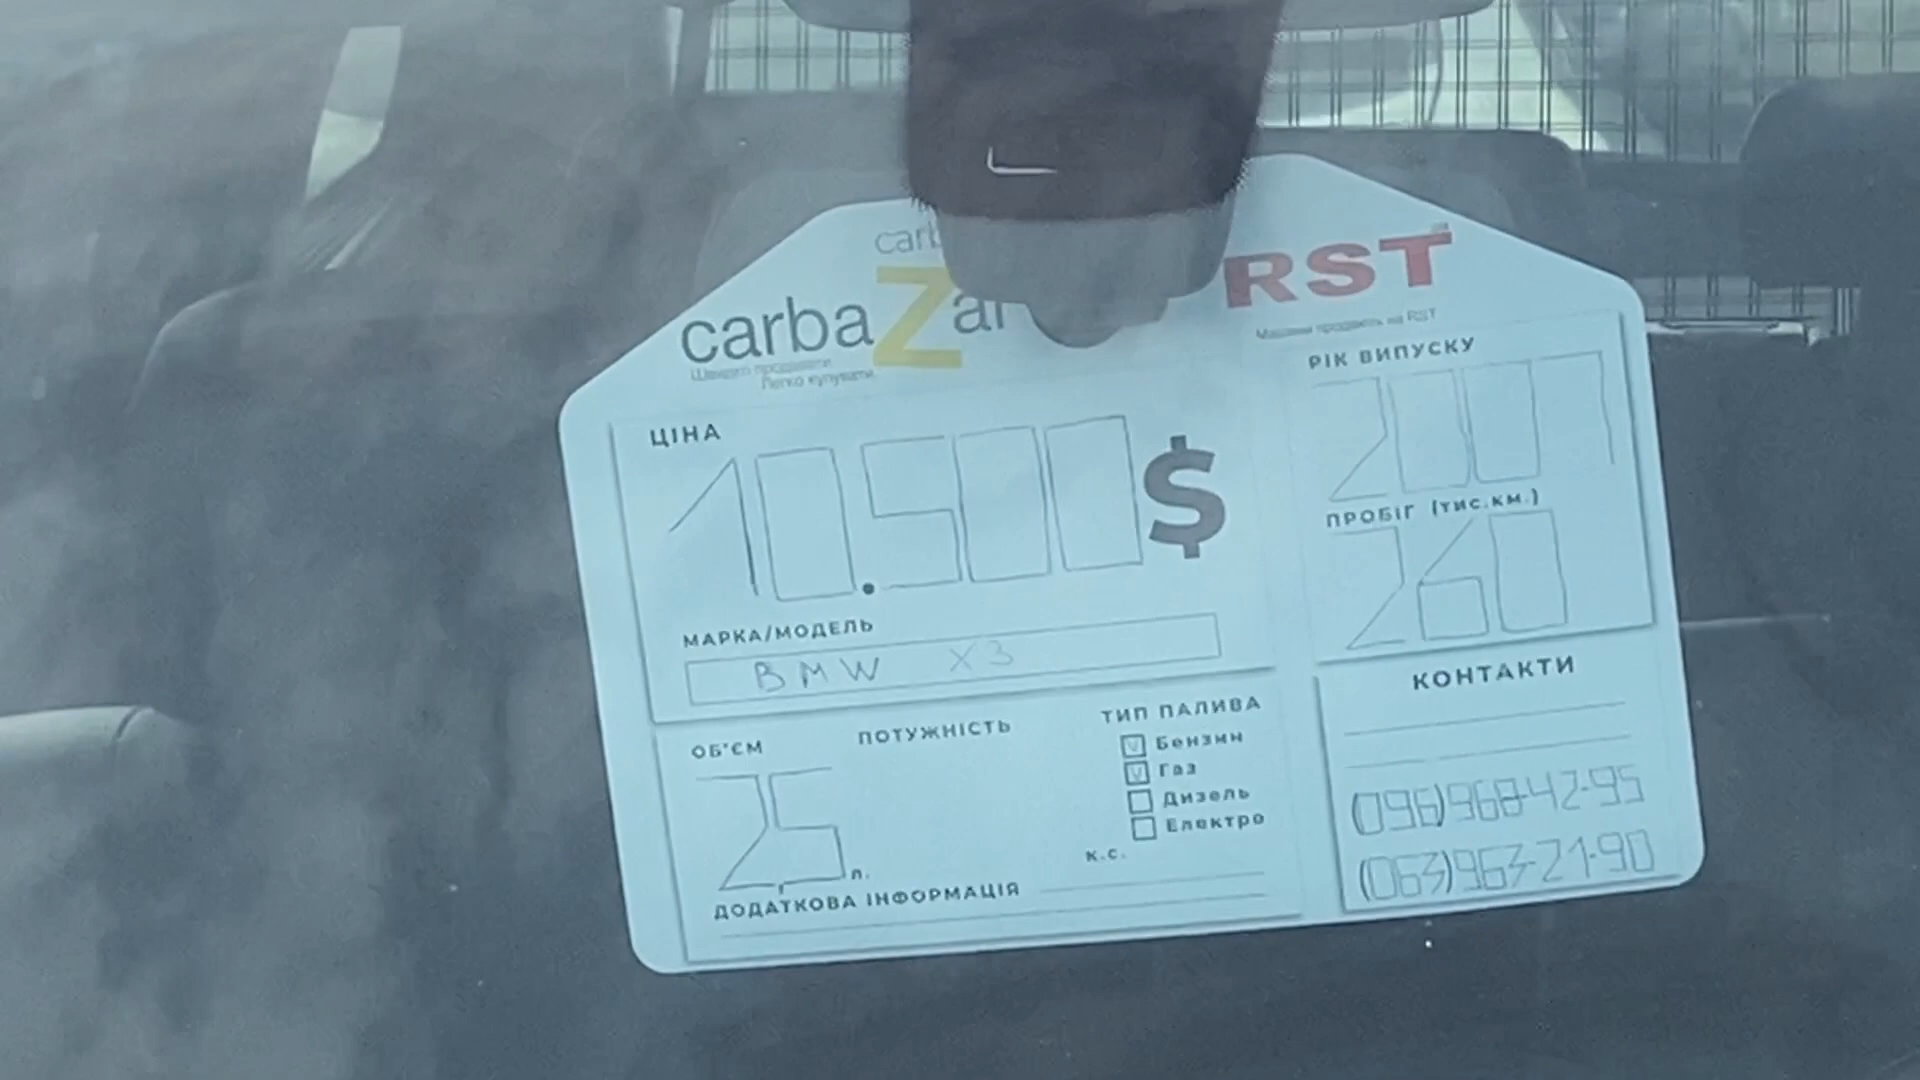 carb
carbaZar
Швидко продавати
Легко купувати
RST
Машини продають на RST
ЦІНА
10.500 $
МАРКА/МОДЕЛЬ
BMW X3
РІК ВИПУСКУ
2007
ПРОБІГ (тис.км.)
260
ОБ'ЄМ
2,5 л.
ПОТУЖНІСТЬ
к.с.
ТИП ПАЛИВА
V Бензин
V Газ
Дизель
Електро
ДОДАТКОВА ІНФОРМАЦІЯ
КОНТАКТИ
(096)968-42-95
(063)963-21-90